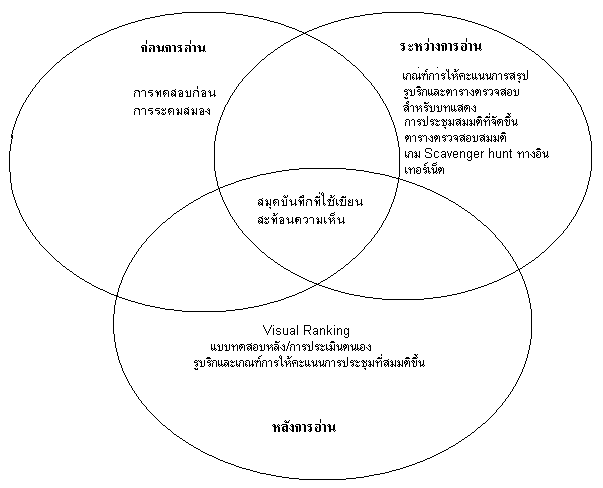 ก่อนการอ่าน
การทดสอบก่อน
การระดมสมอง
ระหว่างการอ่าน
เกณฑ์การให้คะแนนการสรุป
รูบริกและตารางตรวจสอบ
สำหรับบทแสดง
การประชุมสมมติที่จัดขึ้น
ตารางตรวจสอบสมมติ
เกม Scavenger hunt ทางอิน
เทอร์เน็ต
สมุดบันทึกที่ใช้เขียน
สะท้อนความเห็น
Visual Ranking
แบบทดสอบหลัง/การประเมินตนเอง
รูบริกและเกณฑ์การให้คะแนนการประชุมที่สมมติขึ้น
หลังการอ่าน